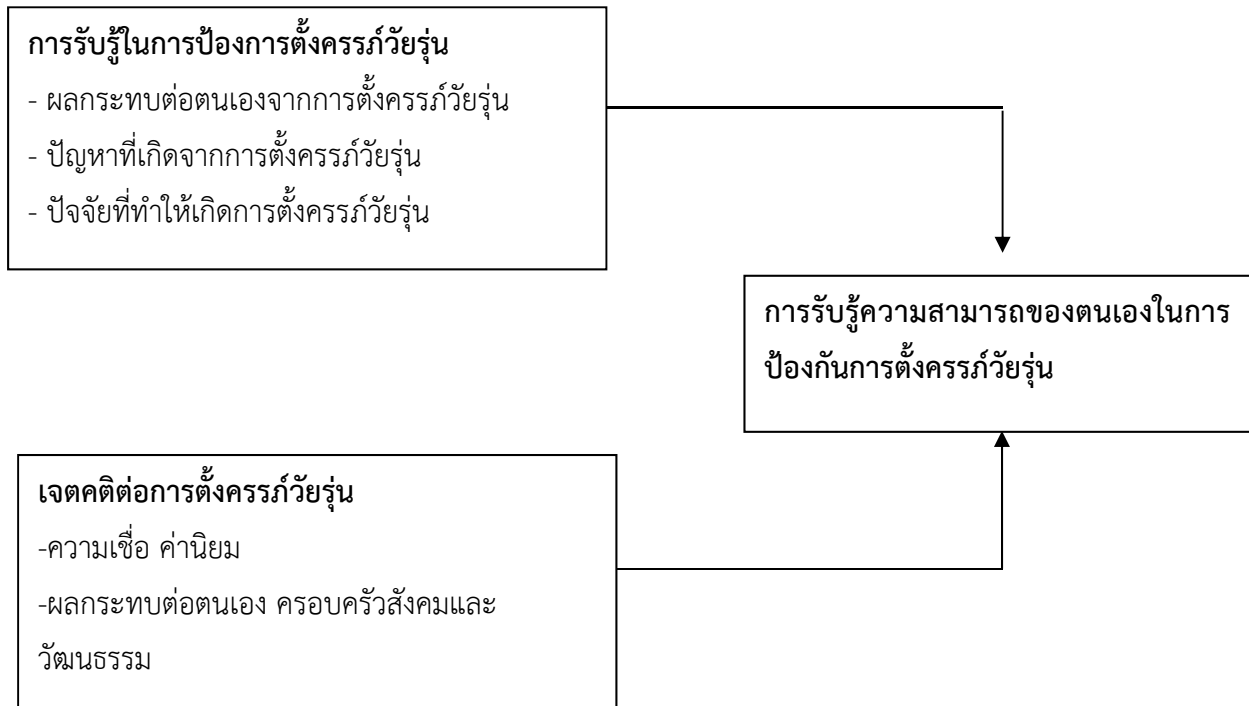 การรับรู้ในการป้องการตั้งครรภ์วัยรุ่น
- ผลกระทบต่อตนเองจากการตั้งครรภ์วัยรุ่น
- ปัญหาที่เกิดจากการตั้งครรภ์วัยรุ่น
- ปัจจัยที่ทำให้เกิดการตั้งครรภ์วัยรุ่น
การรับรู้ความสามารถของตนเองในการ
ป้องกันการตั้งครรภ์วัยรุ่น
เจตคติต่อการตั้งครรภ์วัยรุ่น
-ความเชื่อ ค่านิยม
-ผลกระทบต่อตนเอง ครอบครัวสังคมและ
วัฒนธรรม